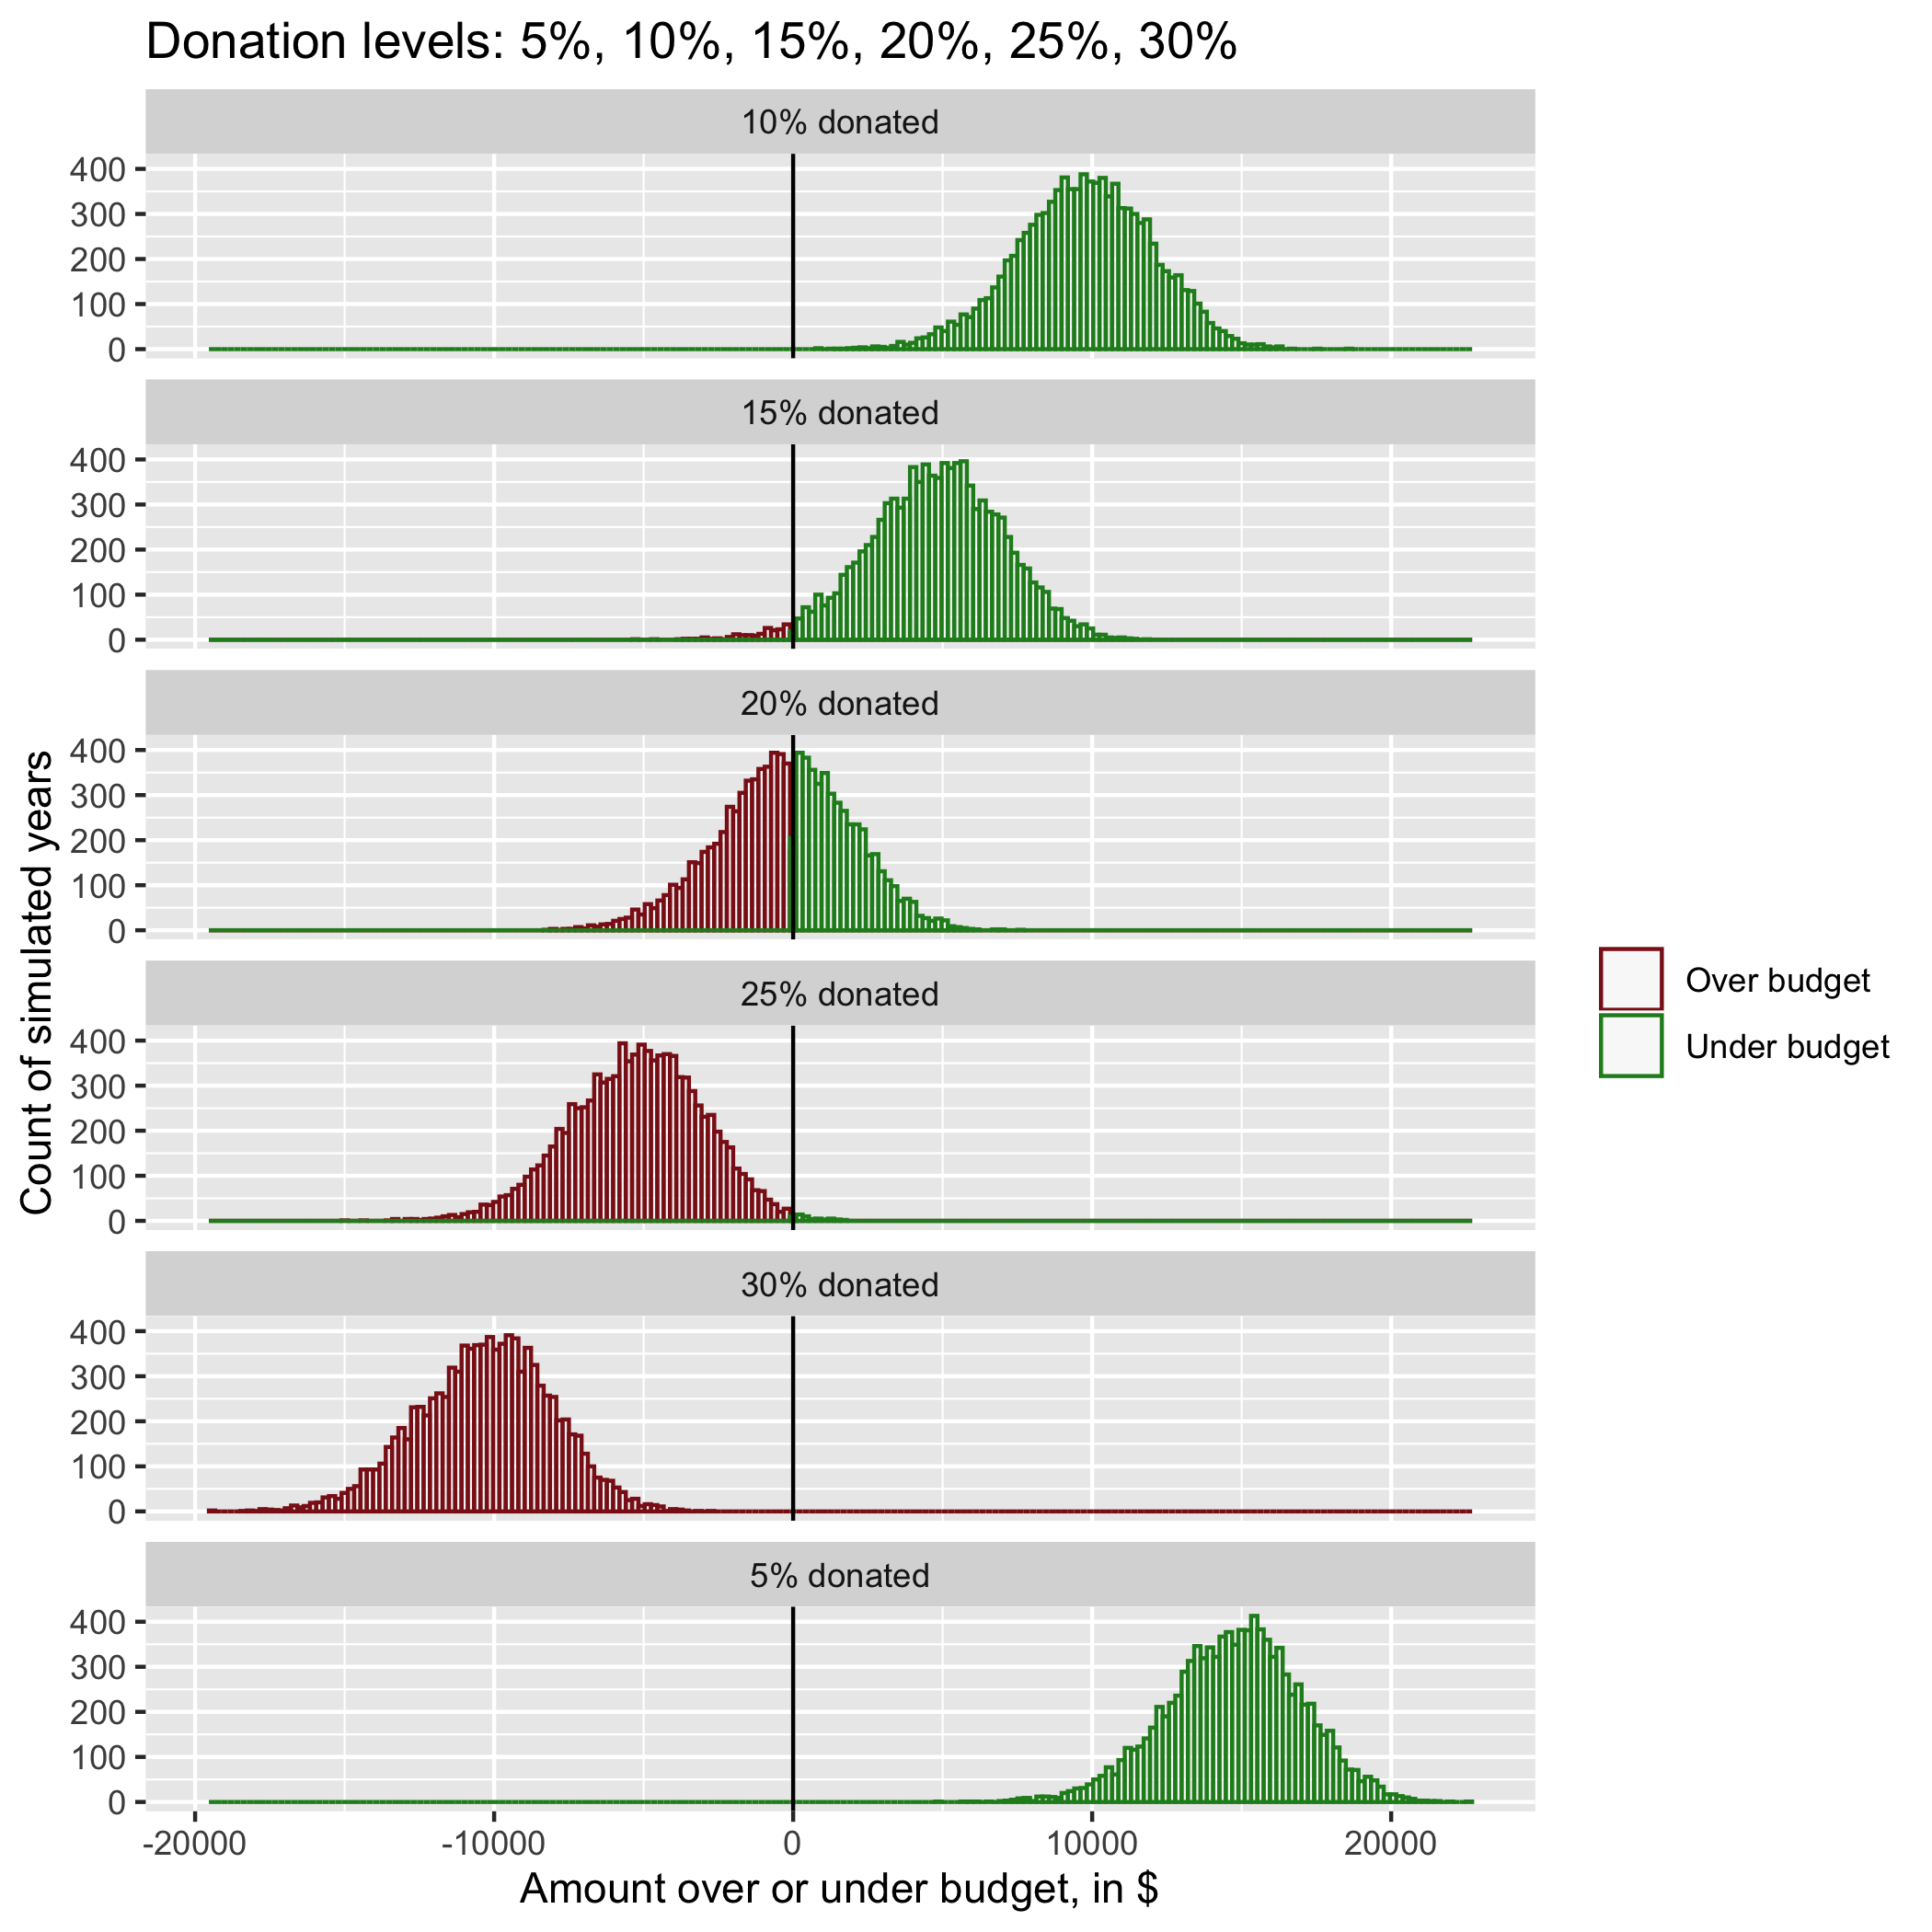 Donation levels: 5%, 10%, 15%, 20%, 25%, 30%
10% donated
400
300
200
100
0
15% donated
400
300
200
100
0
20% donated
400
300
200
100
0
25% donated
400
300
200
100
0
30% donated
400
300
200
100
0
5% donated
400
300
200
100
0
-20000 -10000 0 10000 20000
Amount over or under budget, in $
Count of simulated years
Over budget
Under budget